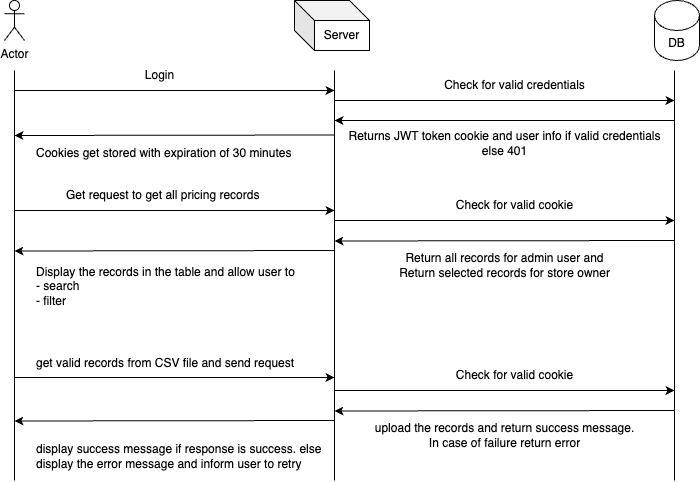 Actor
Server
DB
Login
Check for valid credentials
Returns JWT token cookie and user info if valid credentials
else 401
Cookies get stored with expiration of 30 minutes
Get request to get all pricing records
Check for valid cookie
Return all records for admin user and
Return selected records for store owner
Display the records in the table and allow user to
- search
- filter
get valid records from CSV file and send request
Check for valid cookie
upload the records and return success message.
In case of failure return error
display success message if response is success. else
display the error message and inform user to retry